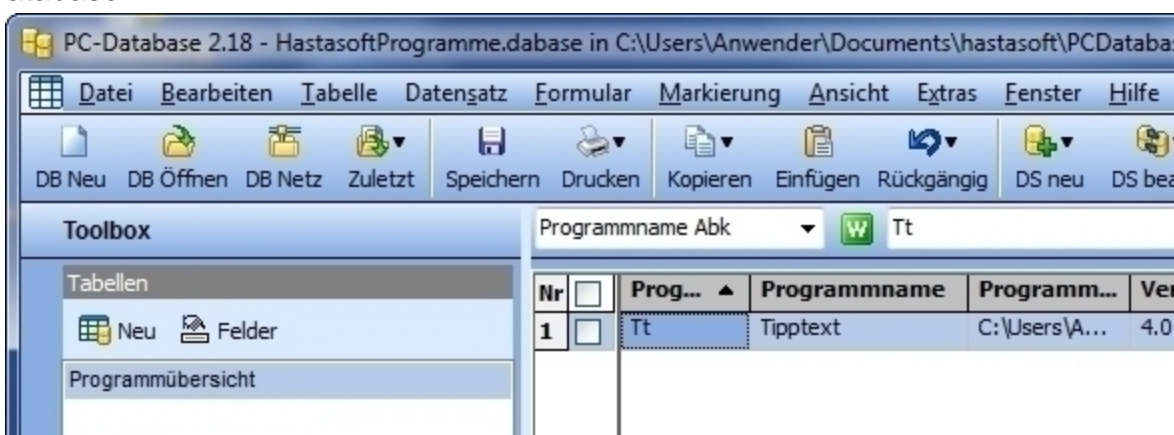 PC-Database 2.18 - HastasoftProgramme.dabase in C:\Users\Anwender\Documents\hastasoft\PCDataba
Datei Bearbeiten Tabelle Datensatz Formular Markierung Ansicht Extras Fenster Hilfe
DB Neu DB Öffnen DB Netz Zuletzt Speichern Drucken Kopieren Einfügen Rückgängig DS neu DS bea
Toolbox
Programmname Abk W Tt
Tabellen
Nr Prog... Programmname Programm... Ver
Neu Felder
1 Tt Tipptext C:\Users\A... 4.0
Programmübersicht